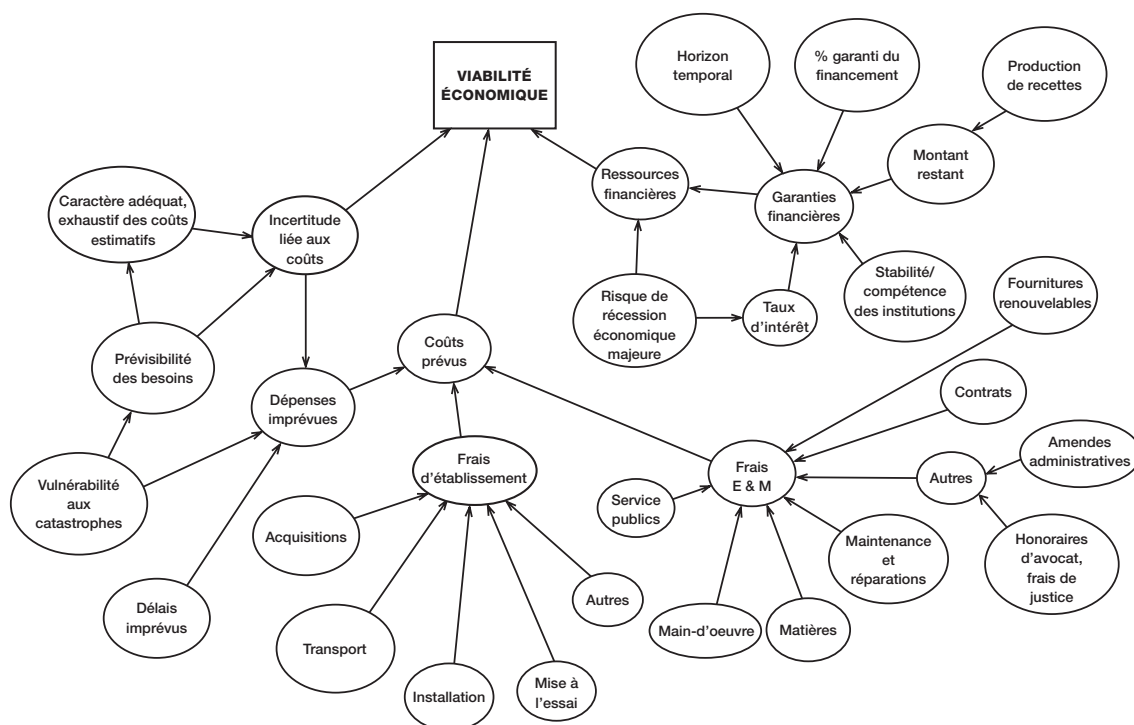 VIABILITÉ
ÉCONOMIQUE
Horizon
temporal
% garanti du
financement
Production
de recettes
Montant
restant
Ressources
financières
Garanties
financières
Caractère adéquat,
exhaustif des coûts
estimatifs
Incertitude
liée aux
coûts
Stabilité/
compétence
des institutions
Fournitures
renouvelables
Risque de
récession
économique
majeure
Taux
d'intérêt
Coûts
prévus
Prévisibilité
des besoins
Dépenses
imprévues
Contrats
Amendes
administratives
Frais
d'établissement
Frais
E & M
Autres
Vulnérabilité
aux
catastrophes
Service
publics
Acquisitions
Maintenance
et
réparations
Honoraires
d'avocat,
frais de
justice
Autres
Délais
imprévus
Main-d'oeuvre
Matières
Transport
Installation
Mise à
l'essai